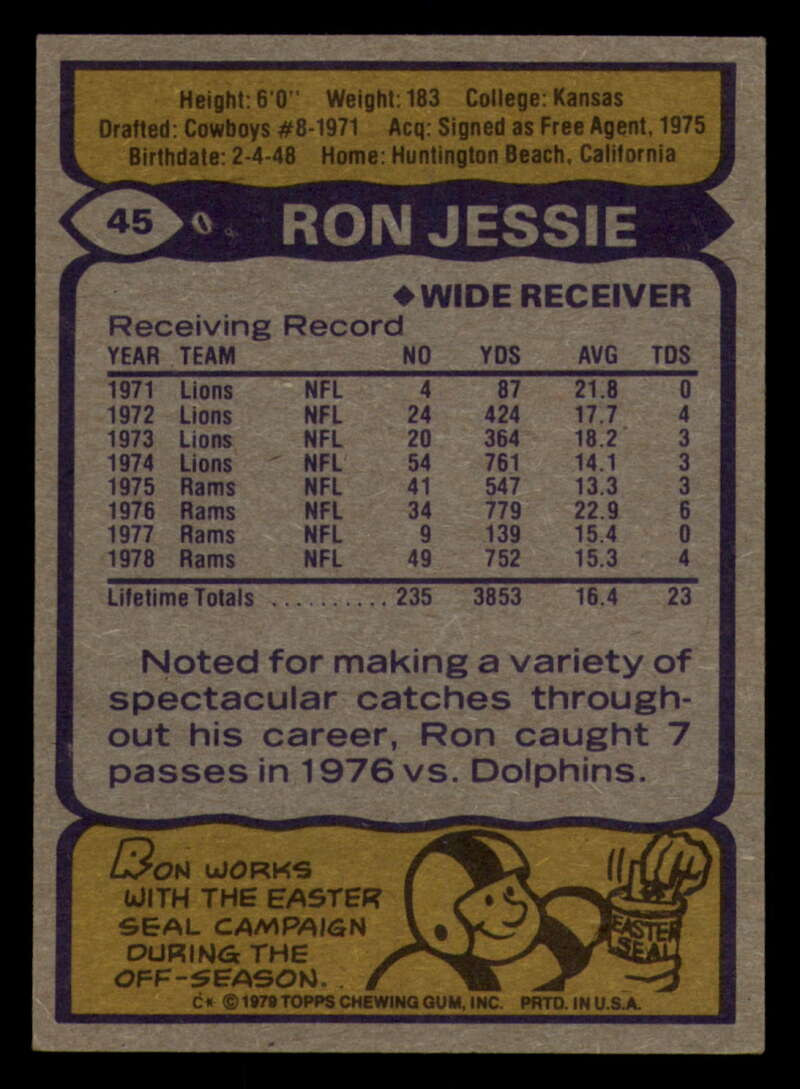 Height: 6'0" Weight: 183 College: Kansas
Drafted: Cowboys #8-1971 Acq: Signed as Free Agent, 1975
Birthdate: 2-4-48 Home: Huntington Beach, California
45 RON JESSIE
◆WIDE RECEIVER
Receiving Record
YEAR TEAM NO YDS AVG TDS
1971 Lions NFL 4 87 21.8 0
1972 Lions NFL 24 424 17.7 4
1973 Lions NFL 20 364 18.2 3
1974 Lions NFL 54 761 14.1 3
1975 Rams NFL 41 547 13.3 3
1976 Rams NFL 34 779 22.9 6
1977 Rams NFL 9 139 15.4 0
1978 Rams NFL 49 752 15.3 4
Lifetime Totals .......... 235 3853 16.4 23
Noted for making a variety of
spectacular catches through-
out his career, Ron caught 7
passes in 1976 vs. Dolphins.
RON WORKS
WITH THE EASTER
SEAL CAMPAIGN
DURING THE
OFF-SEASON.
EASTER
SEAL
C* © 1979 TOPPS CHEWING GUM, INC. PRTD. IN U.S.A.